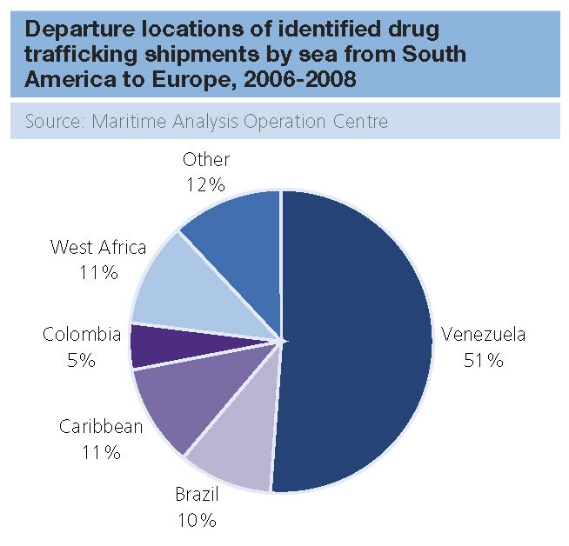 Departure locations of identified drug
trafficking shipments by sea from South
America to Europe, 2006-2008
Source: Maritime Analysis Operation Centre
Other
12%
West Africa
11%
Colombia
5%
Venezuela
51%
Caribbean
11%
Brazil
10%